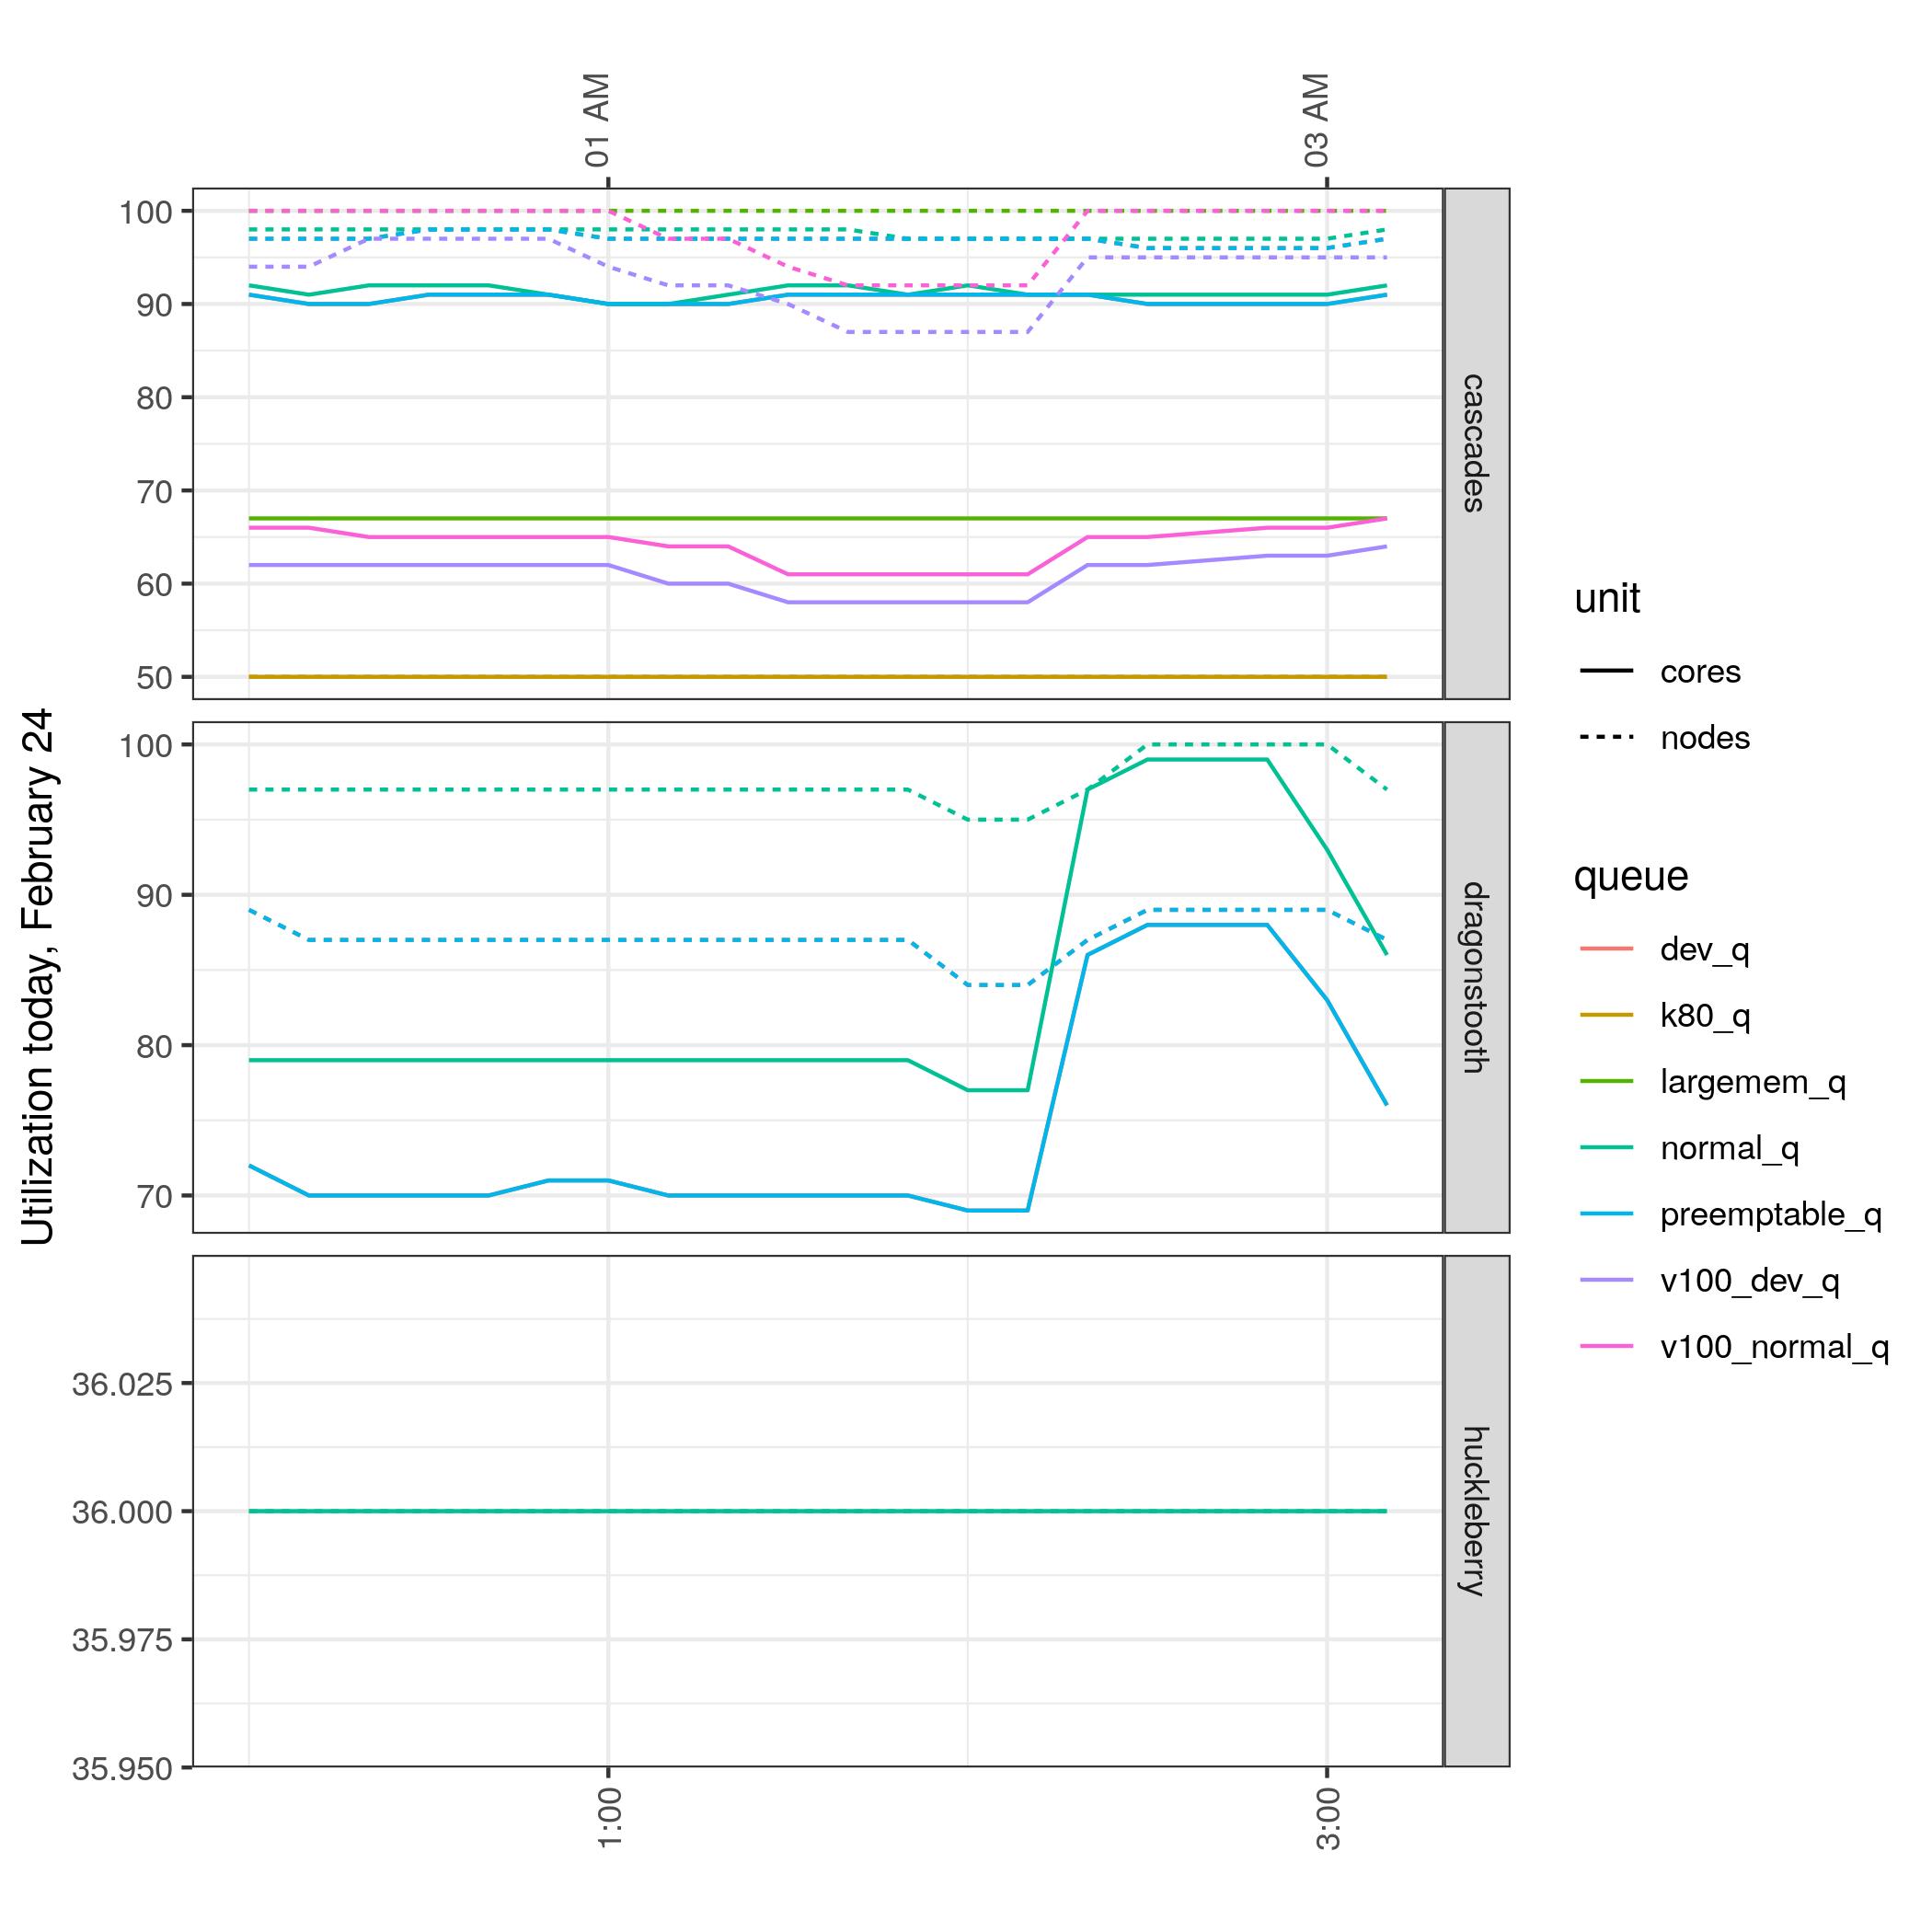 01 AM
03 AM
100
90
80
70
60
50
cascades
100
90
80
70
dragonstooth
36.025
36.000
35.975
35.950
huckleberry
1:00
3:00
Utilization today, February 24
unit
cores
nodes
queue
dev_q
k80_q
largemem_q
normal_q
preemptable_q
v100_dev_q
v100_normal_q